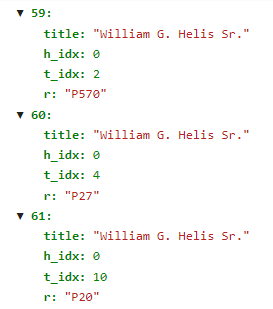 ▼ 59:
title: "William G. Helis Sr."
h_idx: 0
t_idx: 2
r: "P570"
▼ 60:
title: "William G. Helis Sr."
h_idx: 0
t_idx: 4
r: "P27"
▼ 61:
title: "William G. Helis Sr."
h_idx: 0
t_idx: 10
r: "P20"